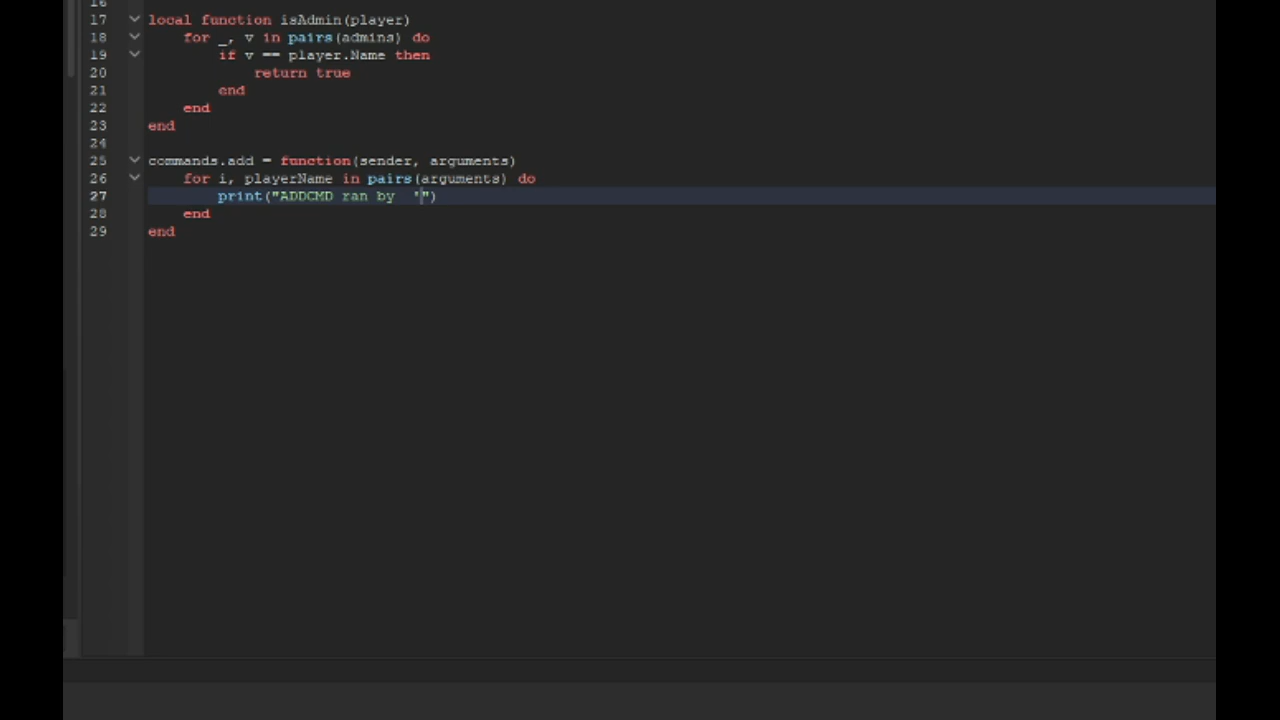 16
17 local function isAdmin(player)
18 for _, v in pairs(admins) do
19 if v == player.Name then
20 return true
21 end
22 end
23 end
24
25 commands.add = function(sender, arguments)
26 for i, playerName in pairs(arguments) do
27 print("ADDCMD ran by  '")
28 end
29 end